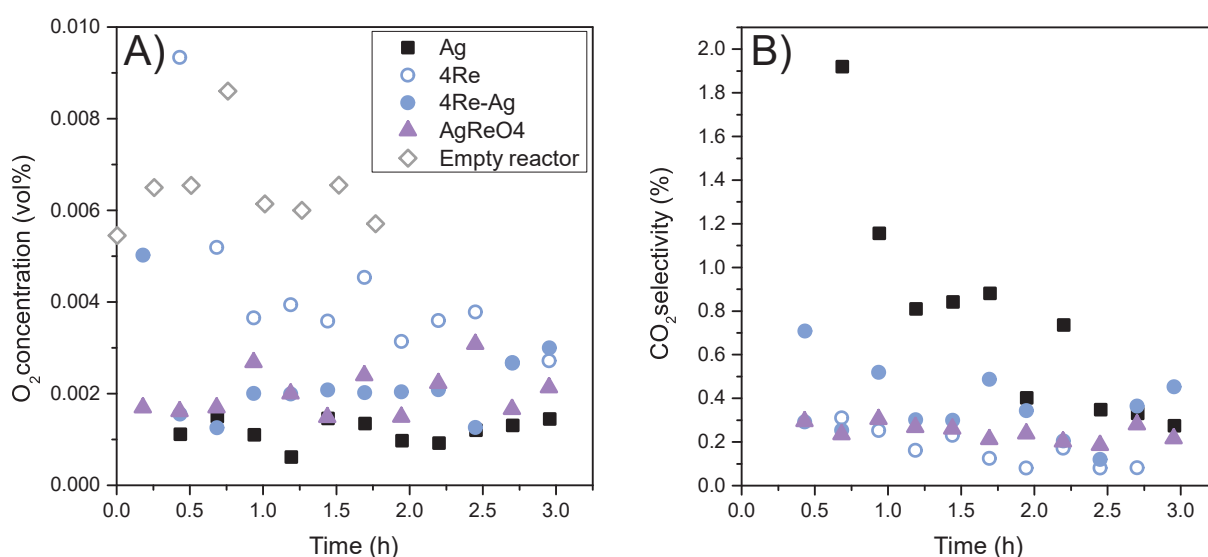 A)
Ag
4Re
4Re-Ag
AgReO4
Empty reactor
O2 concentration (vol%)
0.010
0.008
0.006
0.004
0.002
0.000
0.0 0.5 1.0 1.5 2.0 2.5 3.0
Time (h)
B)
CO2 selectivity (%)
2.0
1.8
1.6
1.4
1.2
1.0
0.8
0.6
0.4
0.2
0.0
0.0 0.5 1.0 1.5 2.0 2.5 3.0
Time (h)